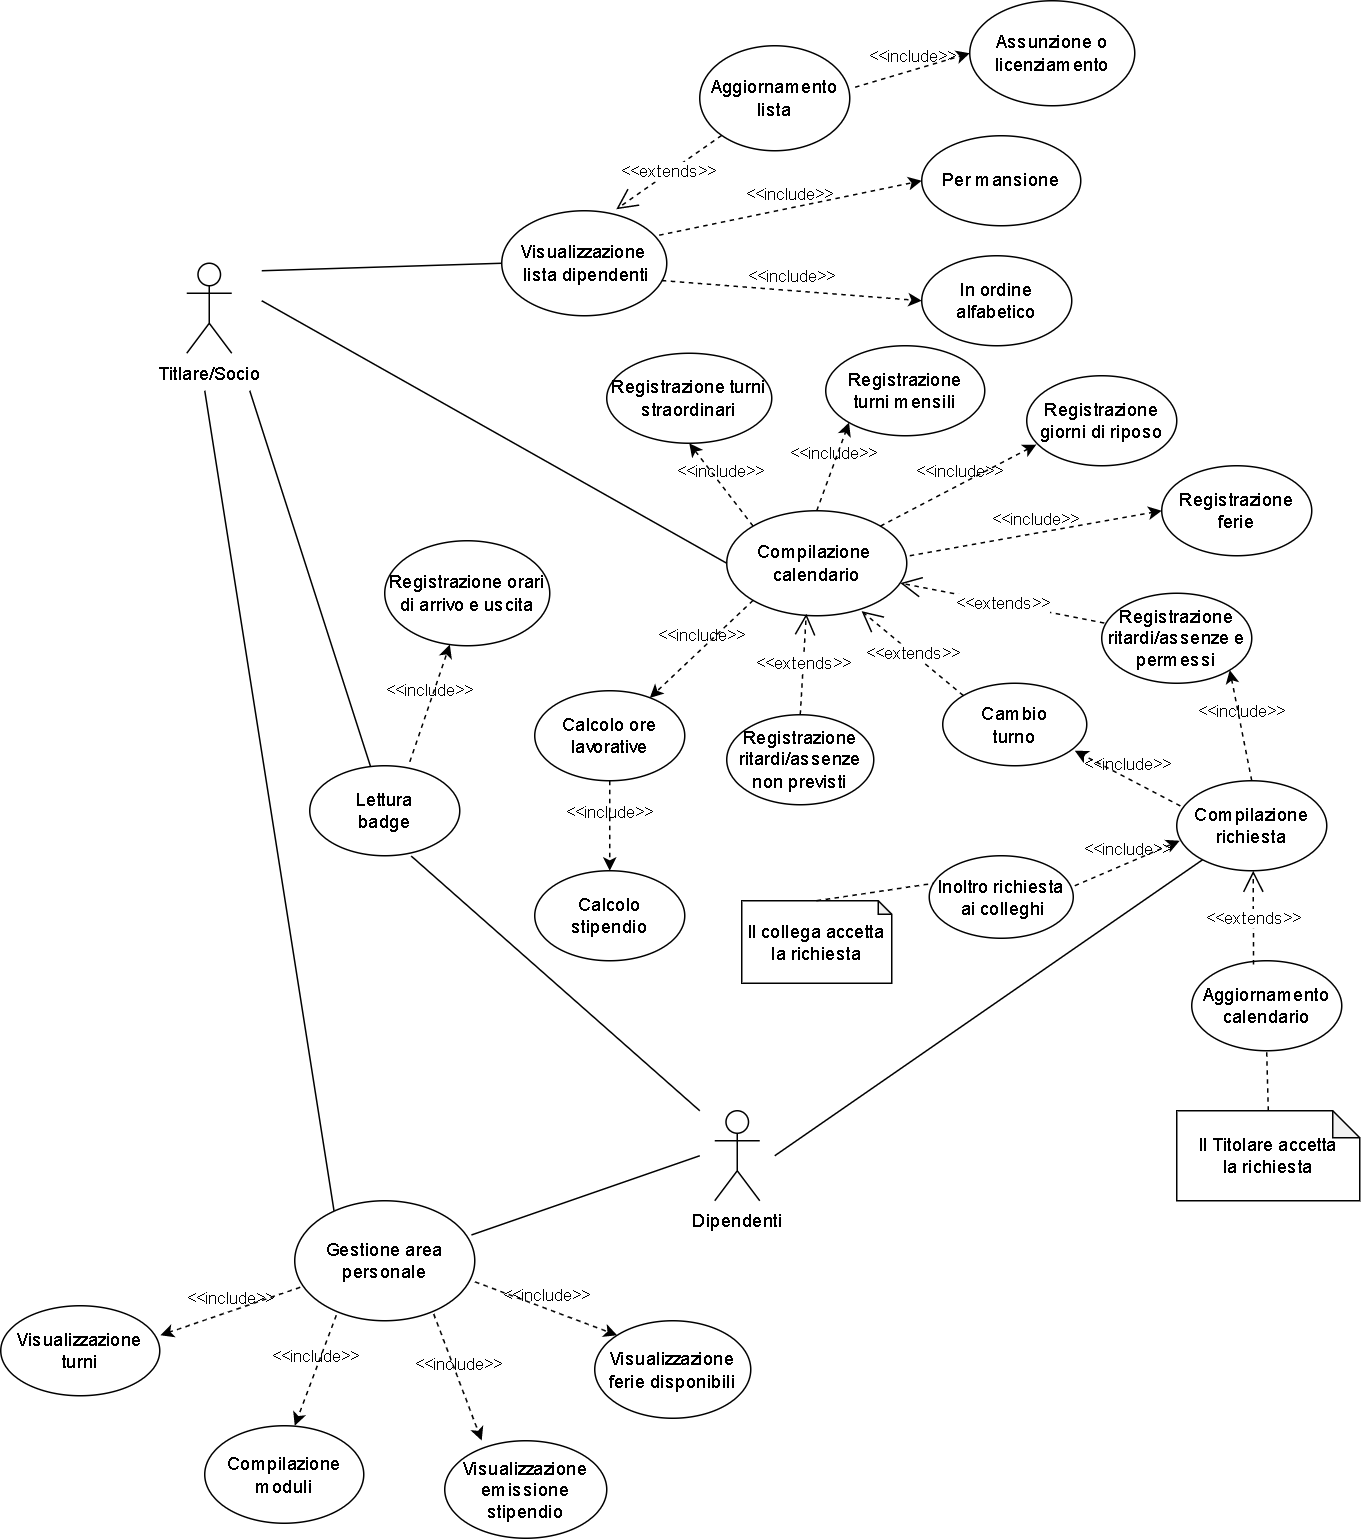 Assunzione o
licenziamento
<<include>>
Aggiornamento
lista
<<extends>>
Per mansione
<<include>>
Visualizzazione
lista dipendenti
<<include>>
In ordine
alfabetico
Titlare/Socio
Registrazione turni
straordinari
Registrazione
turni mensili
Registrazione
giorni di riposo
<<include>>
<<include>>
<<include>>
Registrazione
ferie
<<include>>
Compilazione
calendario
Registrazione orari
di arrivo e uscita
<<extends>>
Registrazione
ritardi/assenze e
permessi
<<include>>
<<extends>>
<<extends>>
<<include>>
<<include>>
Calcolo ore
lavorative
Registrazione
ritardi/assenze
non previsti
Cambio
turno
<<include>>
Lettura
badge
<<include>>
Compilazione
richiesta
<<include>>
Inoltro richiesta
ai colleghi
Calcolo
stipendio
Il collega accetta
la richiesta
<<extends>>
Aggiornamento
calendario
Il Titolare accetta
la richiesta
Dipendenti
Gestione area
personale
<<include>>
<<include>>
<<include>>
<<include>>
Visualizzazione
turni
Visualizzazione
ferie disponibili
Compilazione
moduli
Visualizzazione
emissione
stipendio